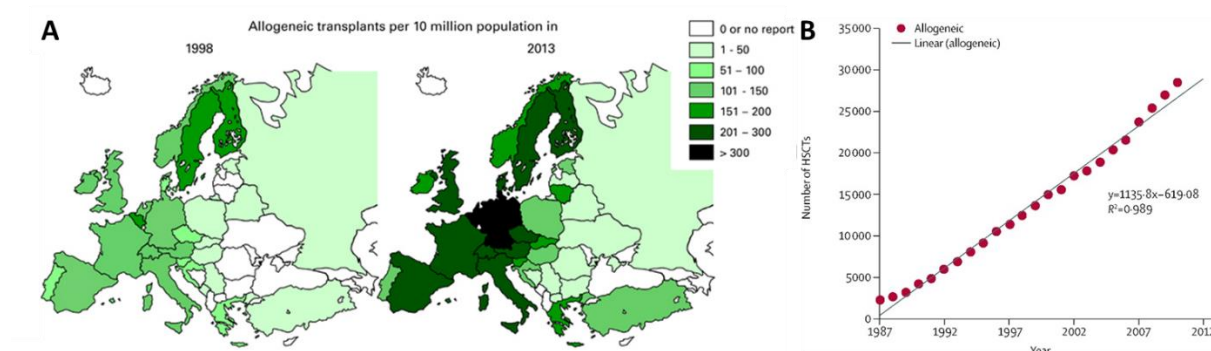 A
Allogeneic transplants per 10 million population in
1998
2013
0 or no report
1 - 50
51 – 100
101 - 150
151 – 200
201 – 300
> 300
B
Allogeneic
Linear (allogeneic)
Number of HSCTs
35000
30000
25000
20000
15000
10000
5000
0
y=1135·8x–619·08
R²=0·989
1987
1992
1997
2002
2007
2012
Year